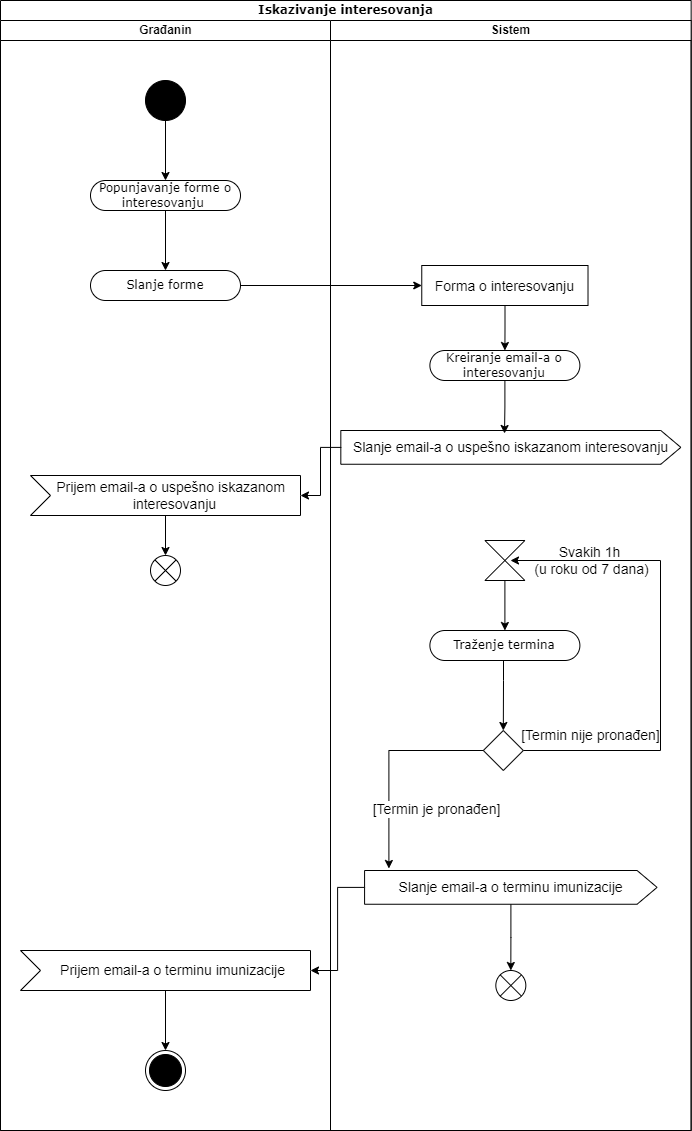 Iskazivanje interesovanja
Građanin
Sistem
Popunjavanje forme o
interesovanju
Slanje forme
Forma o interesovanju
Kreiranje email-a o
interesovanju
Slanje email-a o uspešno iskazanom interesovanju
Prijem email-a o uspešno iskazanom
interesovanju
Svakih 1h
(u roku od 7 dana)
Traženje termina
[Termin nije pronađen]
[Termin je pronađen]
Slanje email-a o terminu imunizacije
Prijem email-a o terminu imunizacije